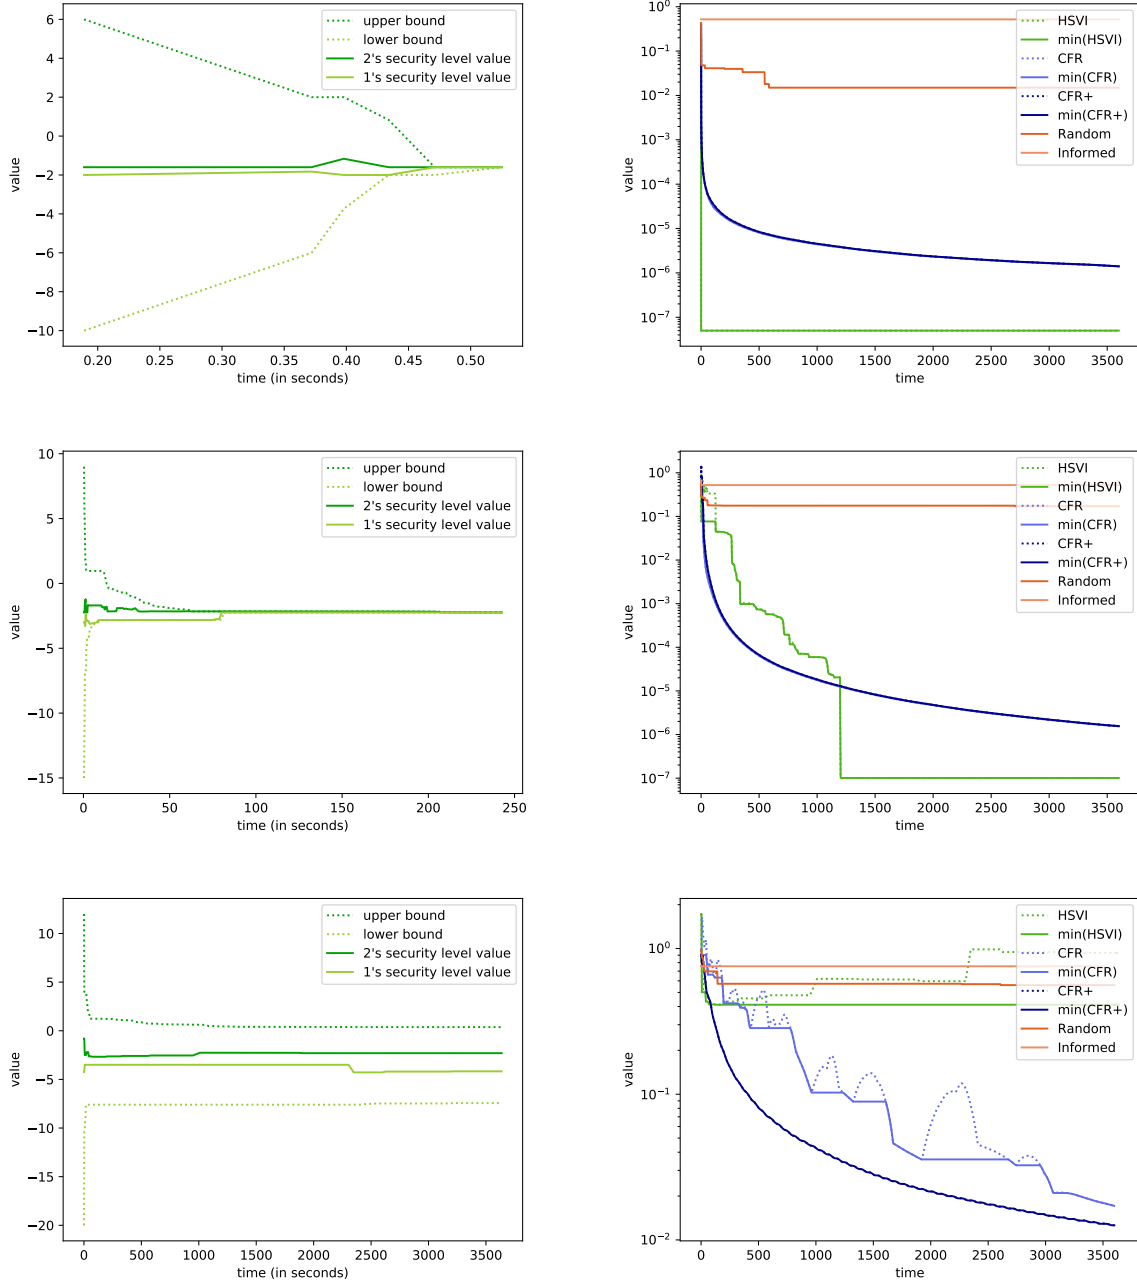 6
4
2
0
−2
−4
−6
−8
−10
value
0.20
0.25
0.30
0.35
0.40
0.45
0.50
time (in seconds)
upper bound
lower bound
2's security level value
1's security level value
10⁰
10⁻¹
10⁻²
10⁻³
10⁻⁴
10⁻⁵
10⁻⁶
10⁻⁷
value
0
500
1000
1500
2000
2500
3000
3500
time
HSVI
min(HSVI)
CFR
min(CFR)
CFR+
min(CFR+)
Random
Informed
10
5
0
−5
−10
−15
value
0
50
100
150
200
250
time (in seconds)
upper bound
lower bound
2's security level value
1's security level value
10⁰
10⁻¹
10⁻²
10⁻³
10⁻⁴
10⁻⁵
10⁻⁶
10⁻⁷
value
0
500
1000
1500
2000
2500
3000
3500
time
HSVI
min(HSVI)
CFR
min(CFR)
CFR+
min(CFR+)
Random
Informed
10
5
0
−5
−10
−15
−20
value
0
500
1000
1500
2000
2500
3000
3500
time (in seconds)
upper bound
lower bound
2's security level value
1's security level value
10⁰
10⁻¹
10⁻²
value
0
500
1000
1500
2000
2500
3000
3500
time
HSVI
min(HSVI)
CFR
min(CFR)
CFR+
min(CFR+)
Random
Informed